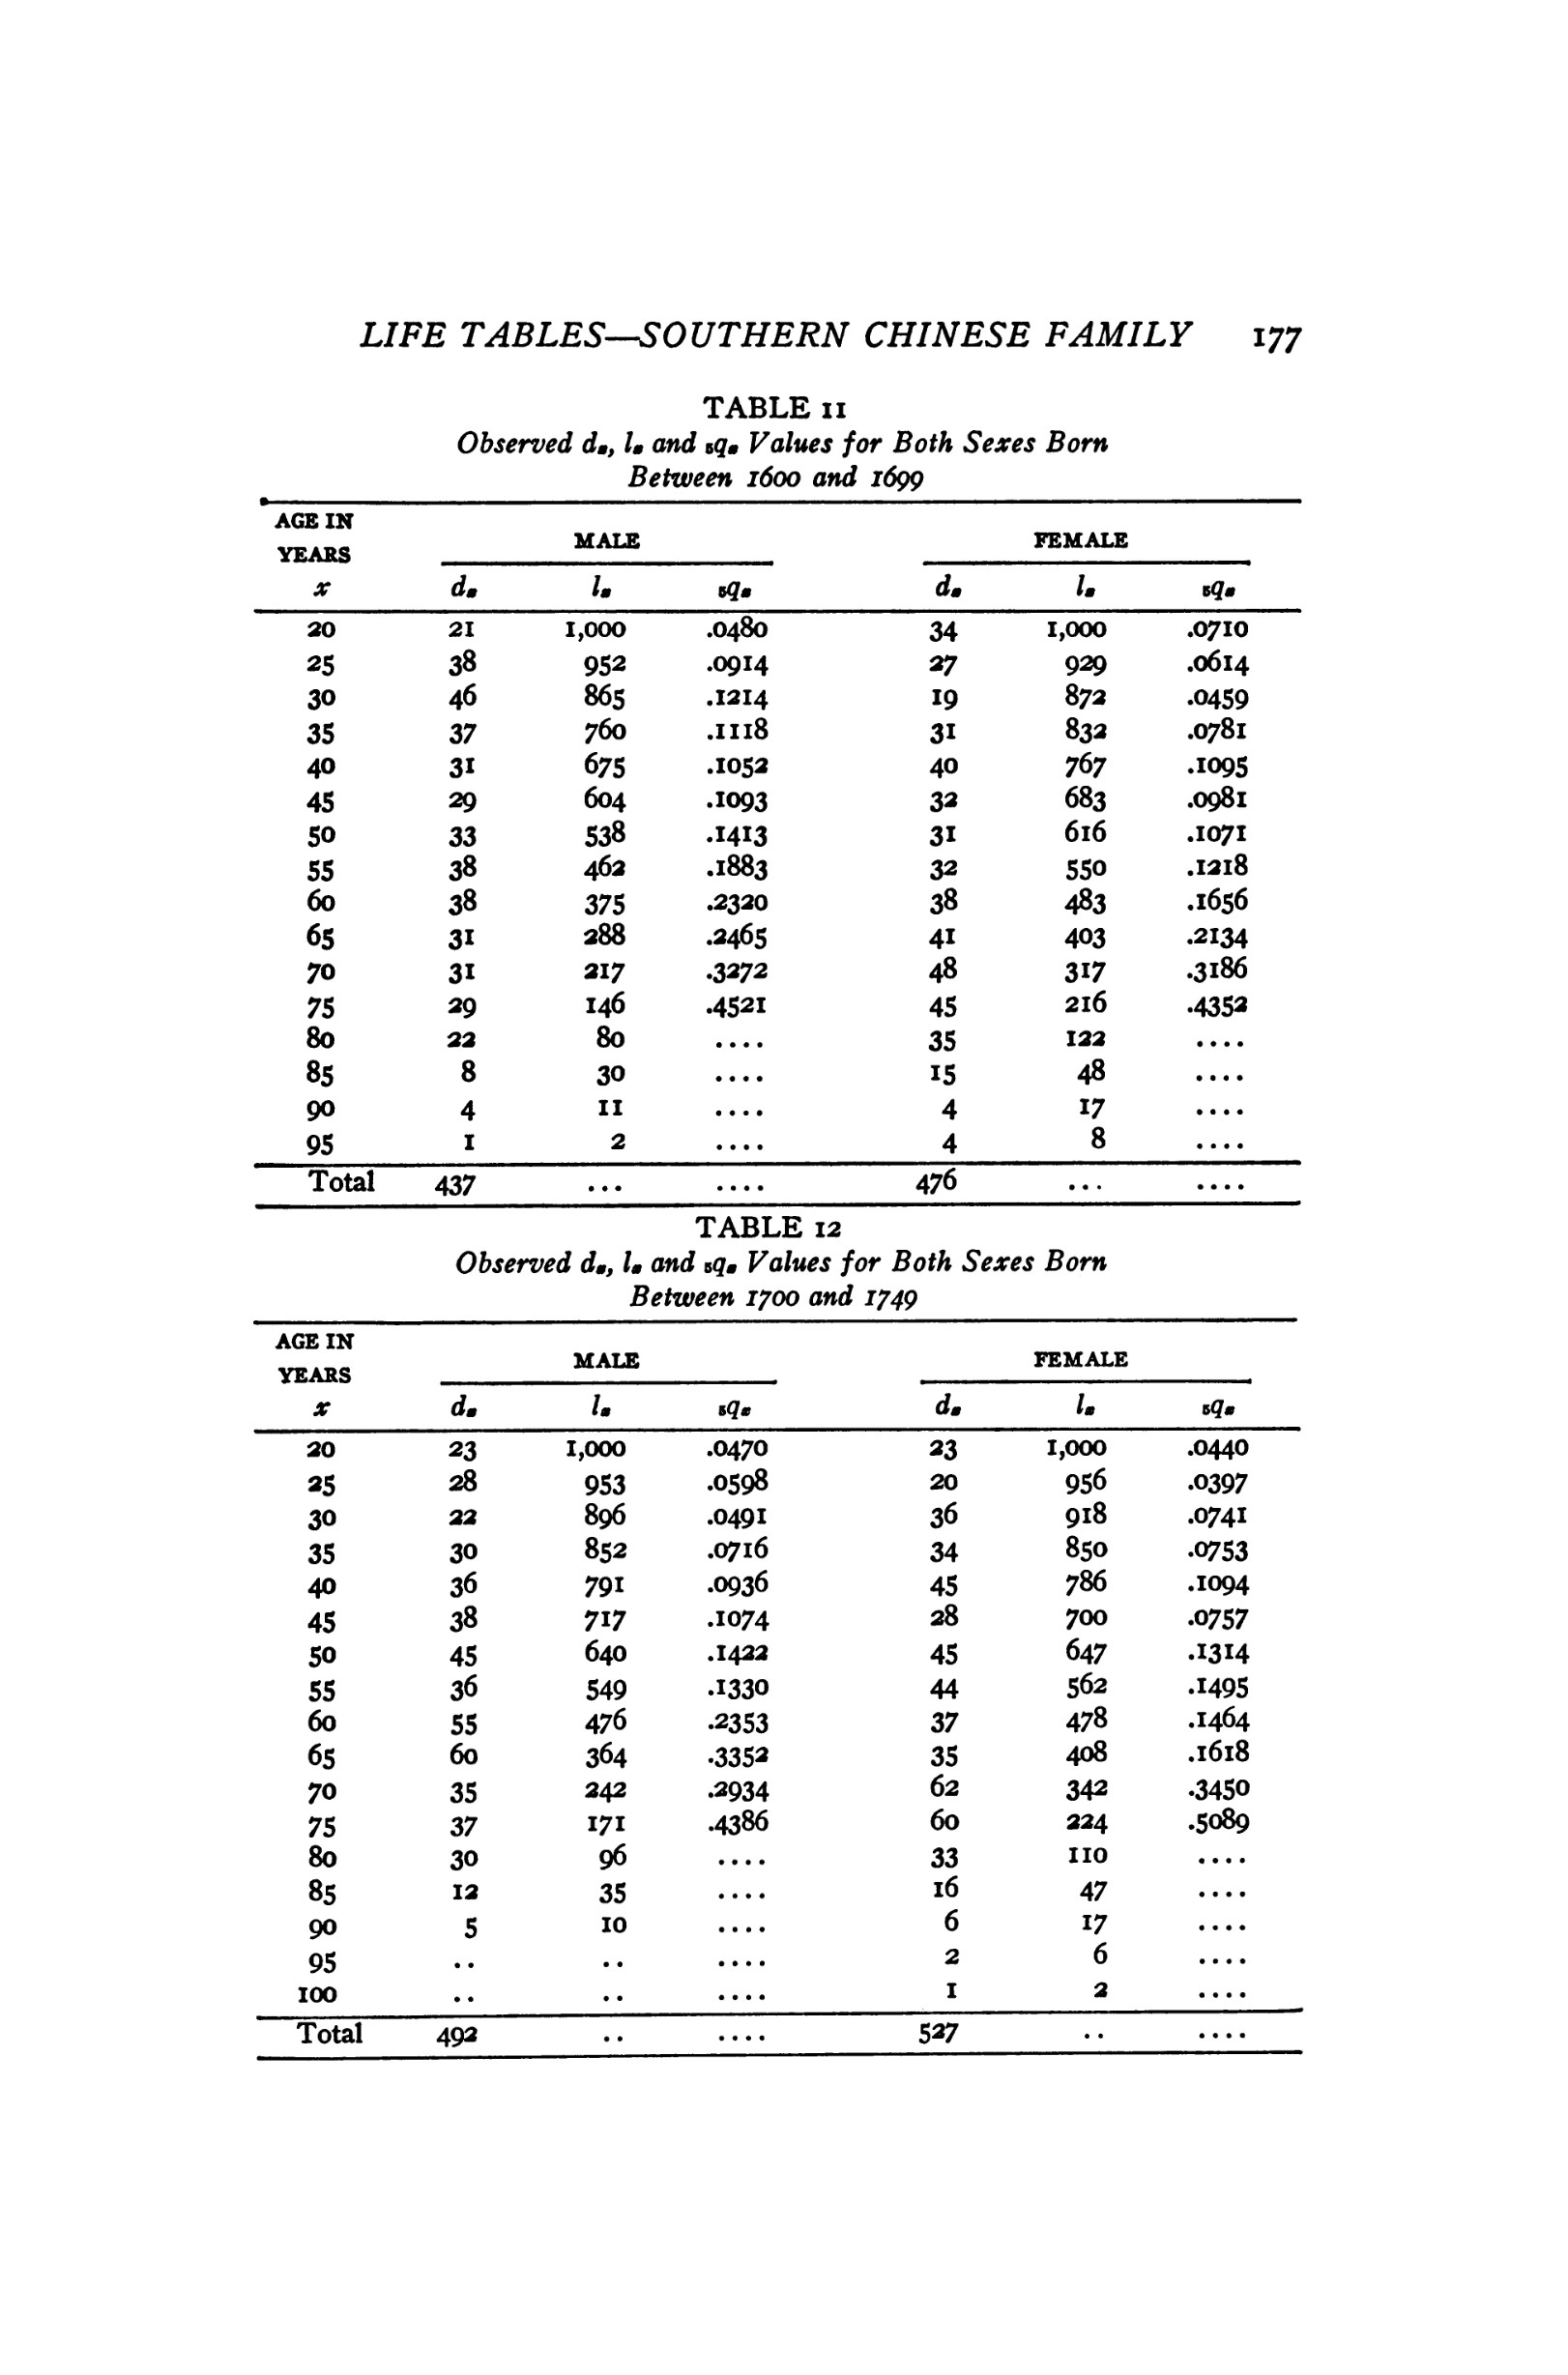 LIFE TABLES—SOUTHERN CHINESE FAMILY 177
TABLE 11
Observed dₓ, lₓ and ₅qₓ Values for Both Sexes Born
Between 1600 and 1699
AGE IN
YEARS MALE FEMALE
x dₓ lₓ ₅qₓ dₓ lₓ ₅qₓ
20 21 1,000 .0480 34 1,000 .0710
25 38 952 .0914 27 929 .0614
30 46 865 .1214 19 872 .0459
35 37 760 .1118 31 832 .0781
40 31 675 .1052 40 767 .1095
45 29 604 .1093 32 683 .0981
50 33 538 .1413 31 616 .1071
55 38 462 .1883 32 550 .1218
60 38 375 .2320 38 483 .1656
65 31 288 .2465 41 403 .2134
70 31 217 .3272 48 317 .3186
75 29 146 .4521 45 216 .4352
80 22 80 .... 35 122 ....
85 8 30 .... 15 48 ....
90 4 11 .... 4 17 ....
95 1 2 .... 4 8 ....
Total 437 ... .... 476 ... ....
TABLE 12
Observed dₓ, lₓ and ₅qₓ Values for Both Sexes Born
Between 1700 and 1749
AGE IN
YEARS MALE FEMALE
x dₓ lₓ ₅qₓ dₓ lₓ ₅qₓ
20 23 1,000 .0470 23 1,000 .0440
25 28 953 .0598 20 956 .0397
30 22 896 .0491 36 918 .0741
35 30 852 .0716 34 850 .0753
40 36 791 .0936 45 786 .1094
45 38 717 .1074 28 700 .0757
50 45 640 .1422 45 647 .1314
55 36 549 .1330 44 562 .1495
60 55 476 .2353 37 478 .1464
65 60 364 .3352 35 408 .1618
70 35 242 .2934 62 342 .3450
75 37 171 .4386 60 224 .5089
80 30 96 .... 33 110 ....
85 12 35 .... 16 47 ....
90 5 10 .... 6 17 ....
95 .. .. .... 2 6 ....
100 .. .. .... 1 2 ....
Total 492 .. .... 527 .. ....